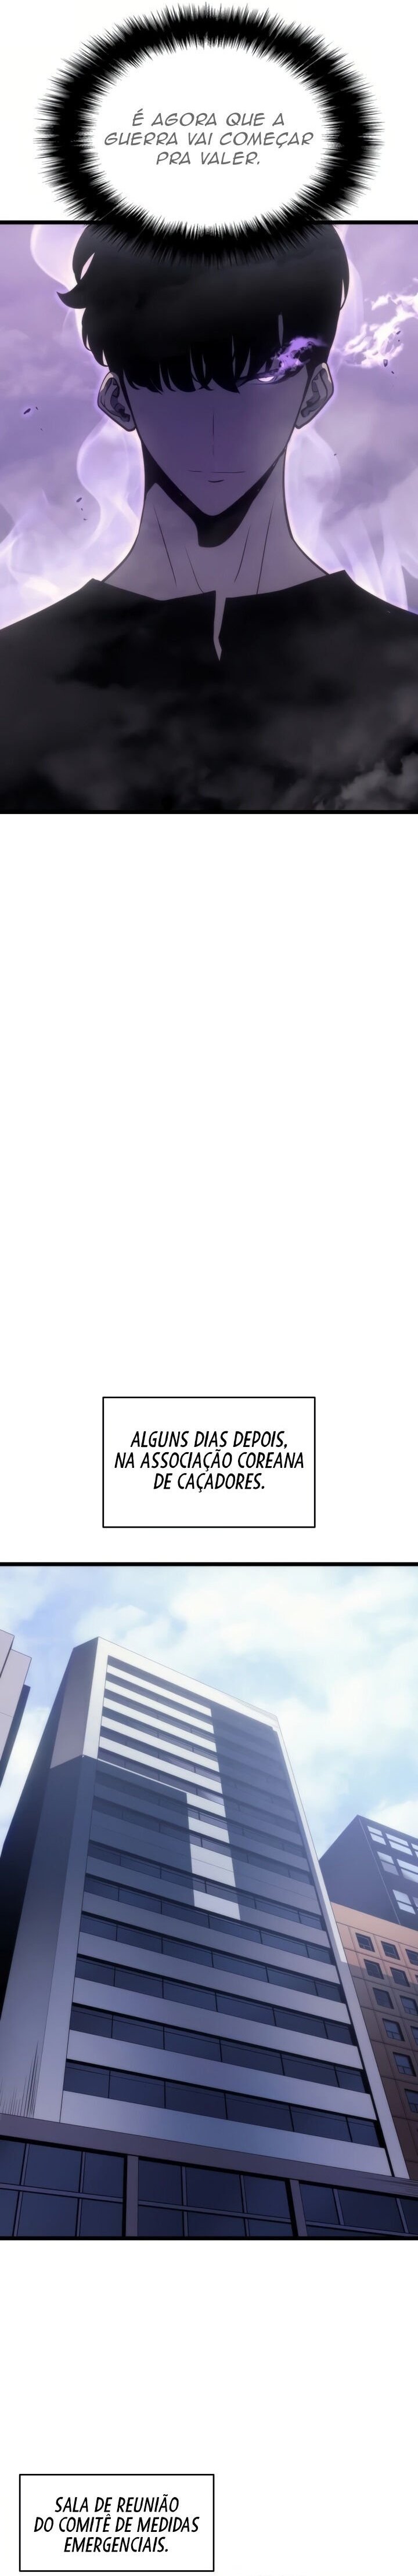 É AGORA QUE A
GUERRA VAI COMEÇAR
PRA VALER.
ALGUNS DIAS DEPOIS,
NA ASSOCIAÇÃO COREANA
DE CAÇADORES.
SALA DE REUNIÃO
DO COMITÊ DE MEDIDAS
EMERGENCIAIS.